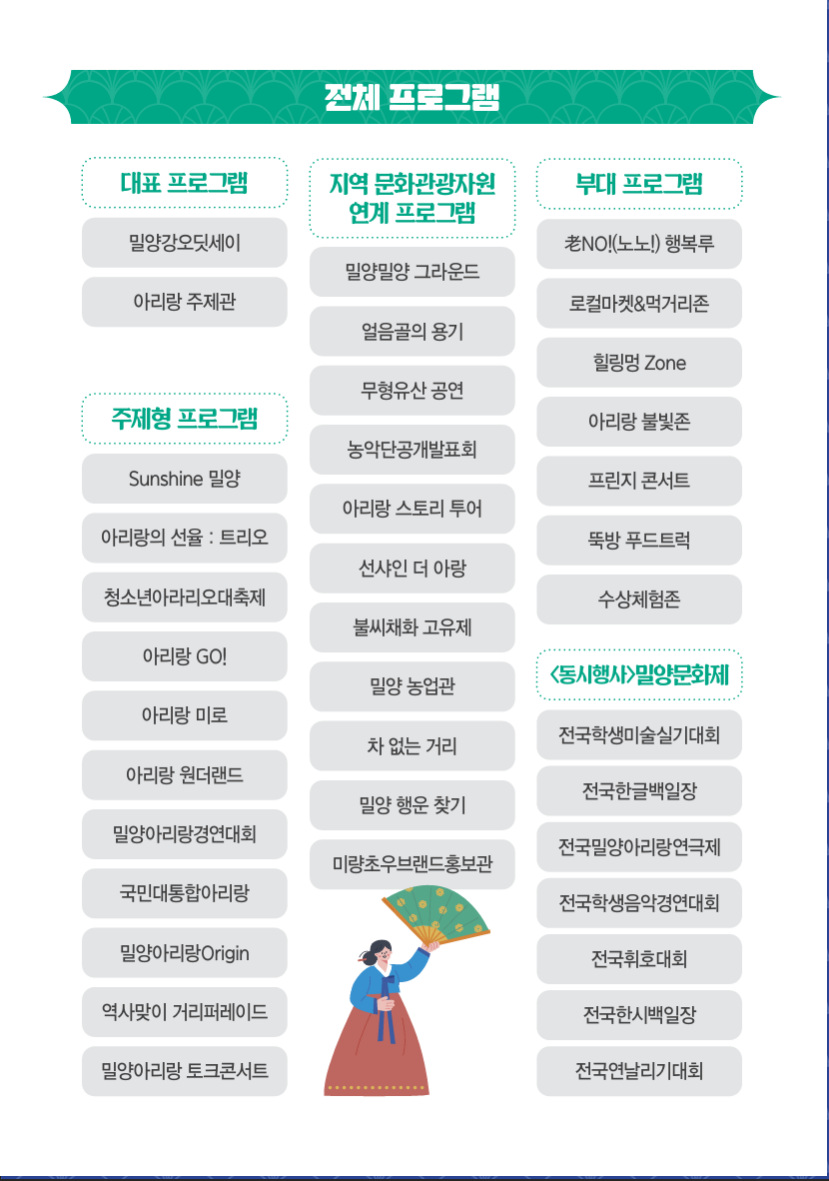 전체 프로그램
대표 프로그램
밀양강오딧세이
아리랑 주제관
주제형 프로그램
Sunshine 밀양
아리랑의 선율 : 트리오
청소년아라리오대축제
아리랑 GO!
아리랑 미로
아리랑 원더랜드
밀양아리랑경연대회
국민대통합아리랑
밀양아리랑Origin
역사맞이 거리퍼레이드
밀양아리랑 토크콘서트
지역 문화관광자원
연계 프로그램
밀양밀양 그라운드
얼음골의 용기
무형유산 공연
농악단공개발표회
아리랑 스토리 투어
선샤인 더 아랑
불씨채화 고유제
밀양 농업관
차 없는 거리
밀양 행운 찾기
미량초우브랜드홍보관
부대 프로그램
老NO!(노노!) 행복루
로컬마켓&먹거리존
힐링멍 Zone
아리랑 불빛존
프린지 콘서트
뚝방 푸드트럭
수상체험존
<동시행사>밀양문화제
전국학생미술실기대회
전국한글백일장
전국밀양아리랑연극제
전국학생음악경연대회
전국휘호대회
전국한시백일장
전국연날리기대회